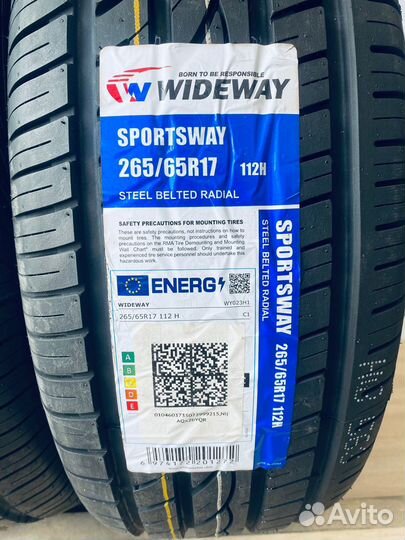 BORN TO BE RESPONSIBLE
WIDEWAY
SPORTSWAY
265/65R17 112H
STEEL BELTED RADIAL
SAFETY PRECAUTIONS FOR MOUNTING TIRES
These are safety precautions, not instructions on how to
mount tires. The mounting procedures and safety
precautions on the RMA Tire Demounting and Mounting
Wall Chart" must be followed. Only trained and
experienced tire service personnel should undertake this
hazardous work.
ENERG
WIDEWAY WY023H1
265/65R17 112 H C1
A
B
D
E
6974122201272
SPORTSWAY 265/65R17 112H
STEEL BELTED RADIAL
Avito